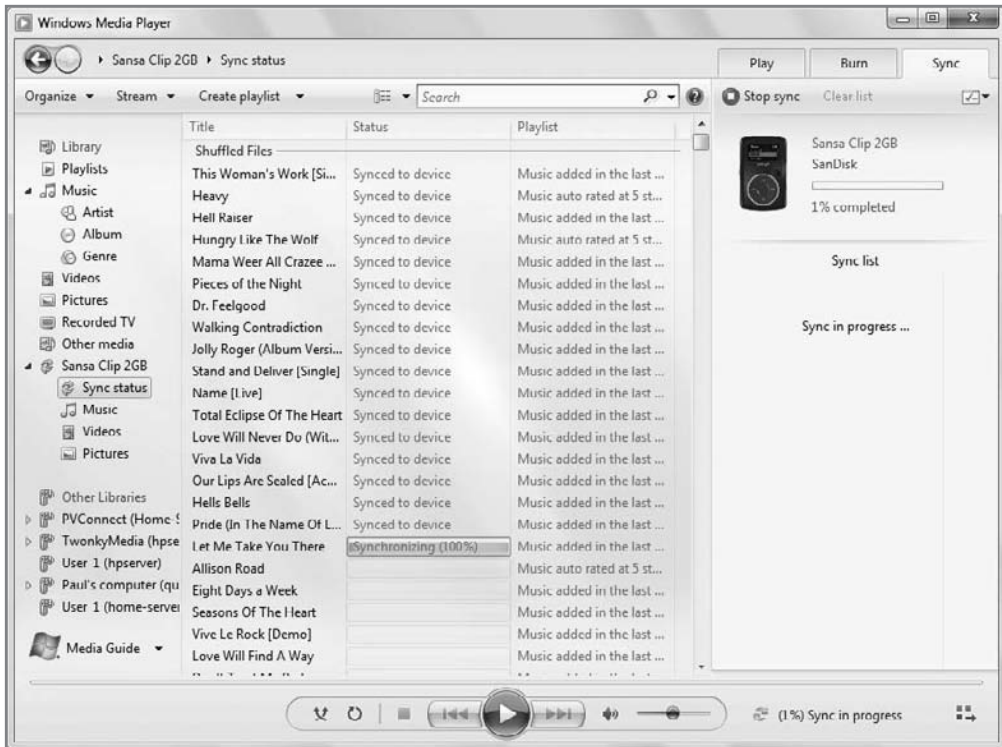 Windows Media Player
Sansa Clip 2GB Sync status
Play Burn Sync
Organize Stream Create playlist Search Stop sync Clear list
Title Status Playlist
Shuffled Files
This Woman's Work [Si... Synced to device Music added in the last ...
Heavy Synced to device Music auto rated at 5 st...
Hell Raiser Synced to device Music added in the last ...
Hungry Like The Wolf Synced to device Music auto rated at 5 st...
Mama Weer All Crazee ... Synced to device Music added in the last ...
Pieces of the Night Synced to device Music added in the last ...
Dr. Feelgood Synced to device Music added in the last ...
Walking Contradiction Synced to device Music added in the last ...
Jolly Roger (Album Versi... Synced to device Music added in the last ...
Stand and Deliver [Single] Synced to device Music added in the last ...
Name [Live] Synced to device Music added in the last ...
Total Eclipse Of The Heart Synced to device Music added in the last ...
Love Will Never Do (Wit... Synced to device Music added in the last ...
Viva La Vida Synced to device Music added in the last ...
Our Lips Are Sealed [Ac... Synced to device Music added in the last ...
Hells Bells Synced to device Music added in the last ...
Pride (In The Name Of L... Synced to device Music added in the last ...
Let Me Take You There Synchronizing (100%) Music added in the last ...
Allison Road Music auto rated at 5 st...
Eight Days a Week Music added in the last ...
Seasons Of The Heart Music added in the last ...
Vive Le Rock [Demo] Music added in the last ...
Love Will Find A Way Music added in the last ...
Library
Playlists
Music
Artist
Album
Genre
Videos
Pictures
Recorded TV
Other media
Sansa Clip 2GB
Sync status
Music
Videos
Pictures
Other Libraries
PVConnect (Home-S
TwonkyMedia (hpse
User 1 (hpserver)
Paul's computer (qu
User 1 (home-server
Media Guide
Sansa Clip 2GB
SanDisk
1% completed
Sync list
Sync in progress ...
(1%) Sync in progress